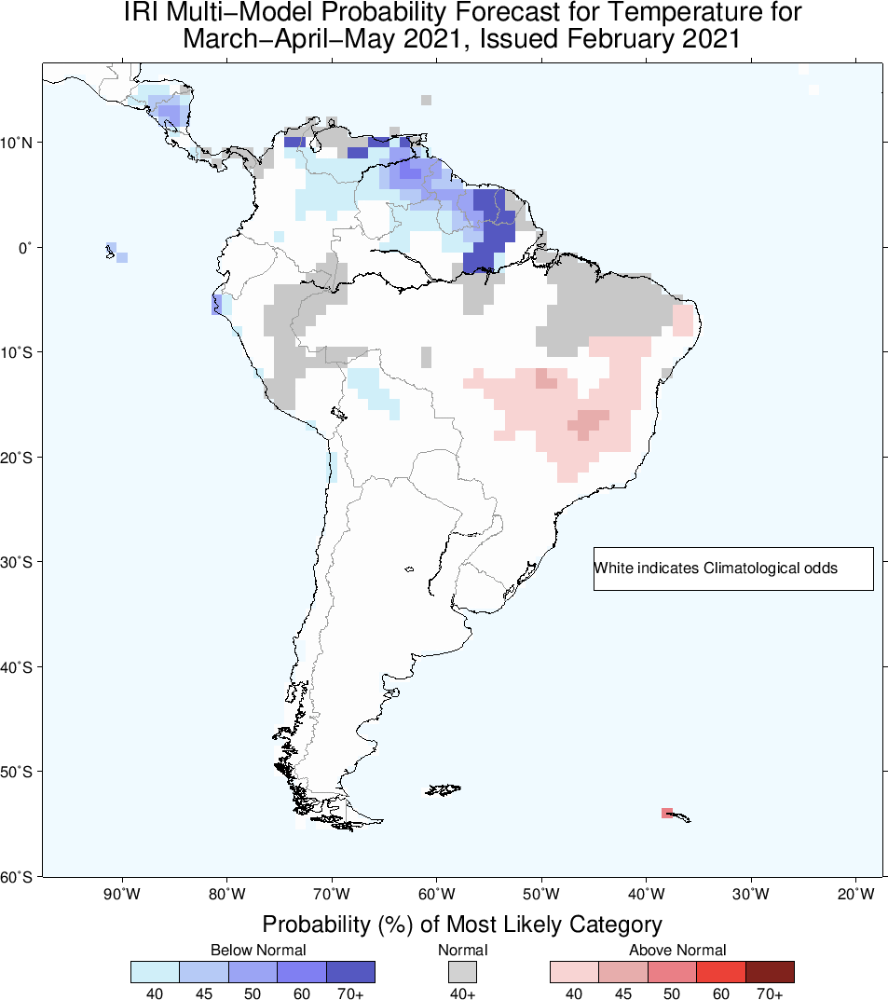 IRI Multi−Model Probability Forecast for Temperature for
March−April−May 2021, Issued February 2021
10˚N
0˚
10˚S
20˚S
30˚S
White indicates Climatological odds
40˚S
50˚S
60˚S
90˚W 80˚W 70˚W 60˚W 50˚W 40˚W 30˚W 20˚W
Probability (%) of Most Likely Category
Below Normal Normal Above Normal
40 45 50 60 70+ 40+ 40 45 50 60 70+